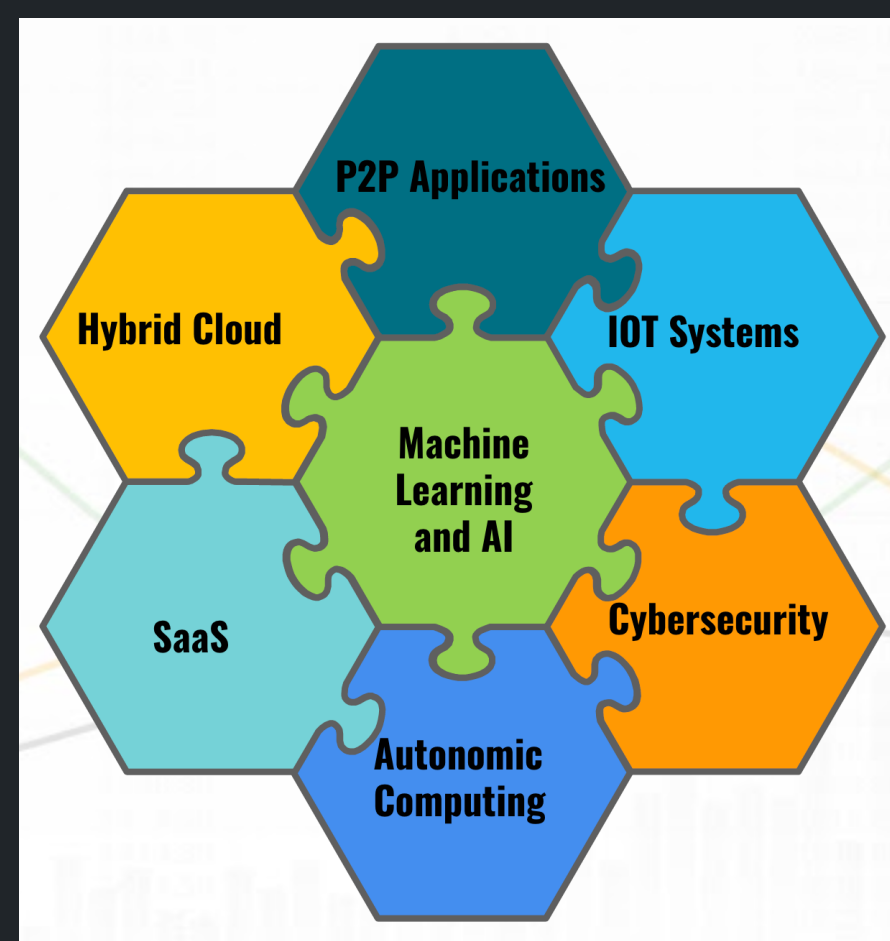 P2P Applications
Hybrid Cloud
IOT Systems
Machine
Learning
and AI
SaaS
Cybersecurity
Autonomic
Computing